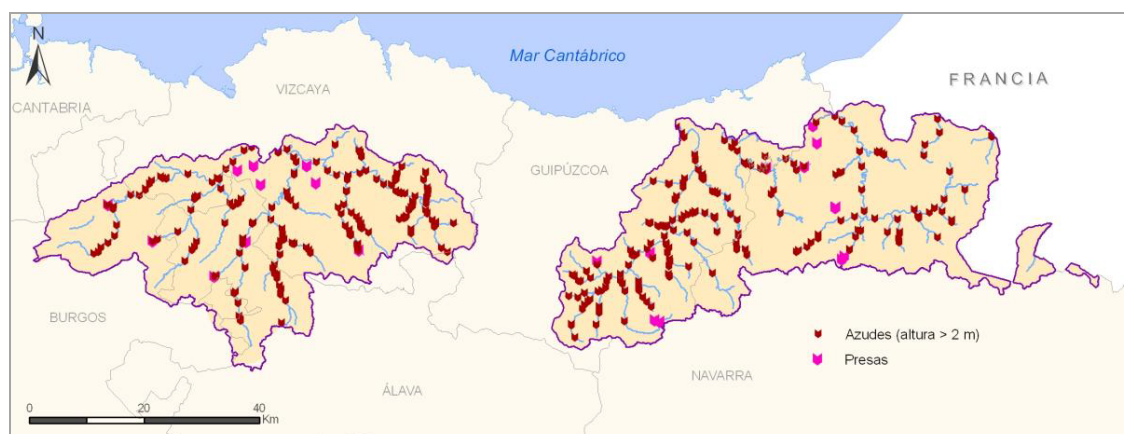 N
Mar Cantábrico
FRANCIA
VIZCAYA
CANTABRIA
GUIPÚZCOA
BURGOS
Azudes (altura > 2 m)
Presas
NAVARRA
ÁLAVA
0 20 40
Km